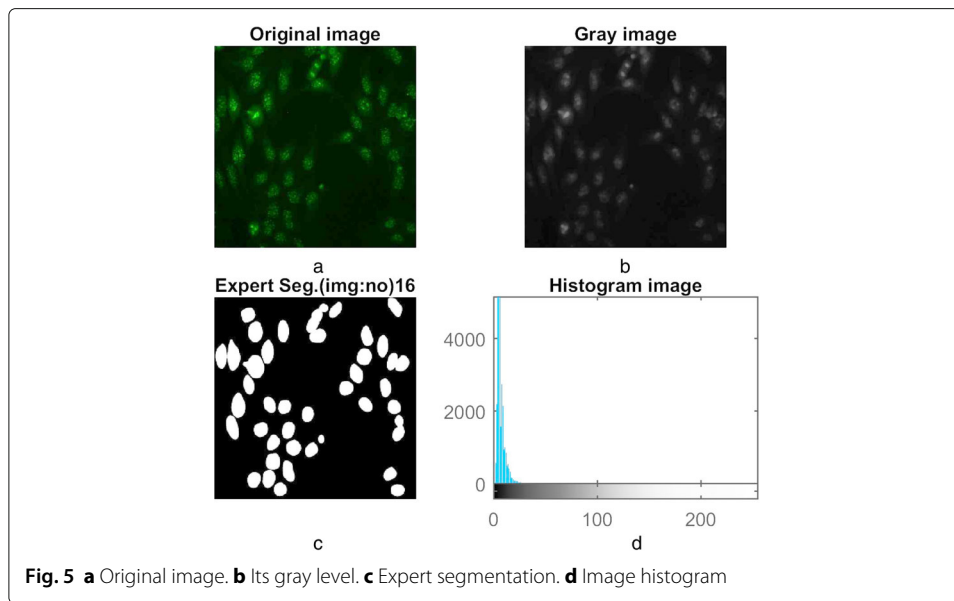 Original image
Gray image
a
b
Expert Seg.(img:no)16
Histogram image
4000
2000
0
0
100
200
c
d
Fig. 5 a Original image. b Its gray level. c Expert segmentation. d Image histogram